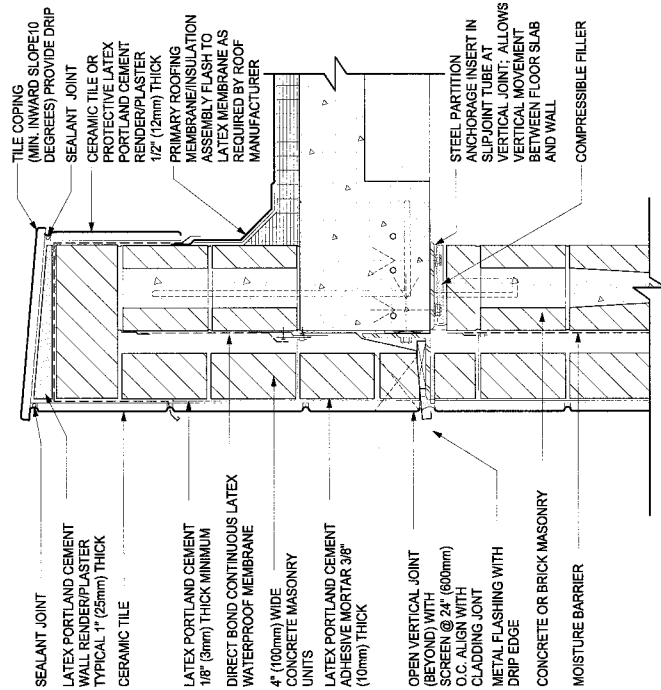 TILE COPING
(MIN. INWARD SLOPE10
DEGREES) PROVIDE DRIP
SEALANT JOINT
CERAMIC TILE OR
PROTECTIVE LATEX
PORTLAND CEMENT
RENDER/PLASTER
1/2" (12mm) THICK
PRIMARY ROOFING
MEMBRANE/INSULATION
ASSEMBLY FLASH TO
LATEX MEMBRANE AS
REQUIRED BY ROOF
MANUFACTURER
STEEL PARTITION
ANCHORAGE INSERT IN
SLIPJOINT TUBE AT
VERTICAL JOINT; ALLOWS
VERTICAL MOVEMENT
BETWEEN FLOOR SLAB
AND WALL
COMPRESSIBLE FILLER
SEALANT JOINT
LATEX PORTLAND CEMENT
WALL RENDER/PLASTER
TYPICAL 1" (25mm) THICK
CERAMIC TILE
LATEX PORTLAND CEMENT
1/8" (3mm) THICK MINIMUM
DIRECT BOND CONTINUOUS LATEX
WATERPROOF MEMBRANE
4" (100mm) WIDE
CONCRETE MASONRY
UNITS
LATEX PORTLAND CEMENT
ADHESIVE MORTAR 3/8"
(10mm) THICK
OPEN VERTICAL JOINT
(BEYOND) WITH
SCREEN @ 24" (600mm)
O.C. ALIGN WITH
CLADDING JOINT
METAL FLASHING WITH
DRIP EDGE
CONCRETE OR BRICK MASONRY
MOISTURE BARRIER